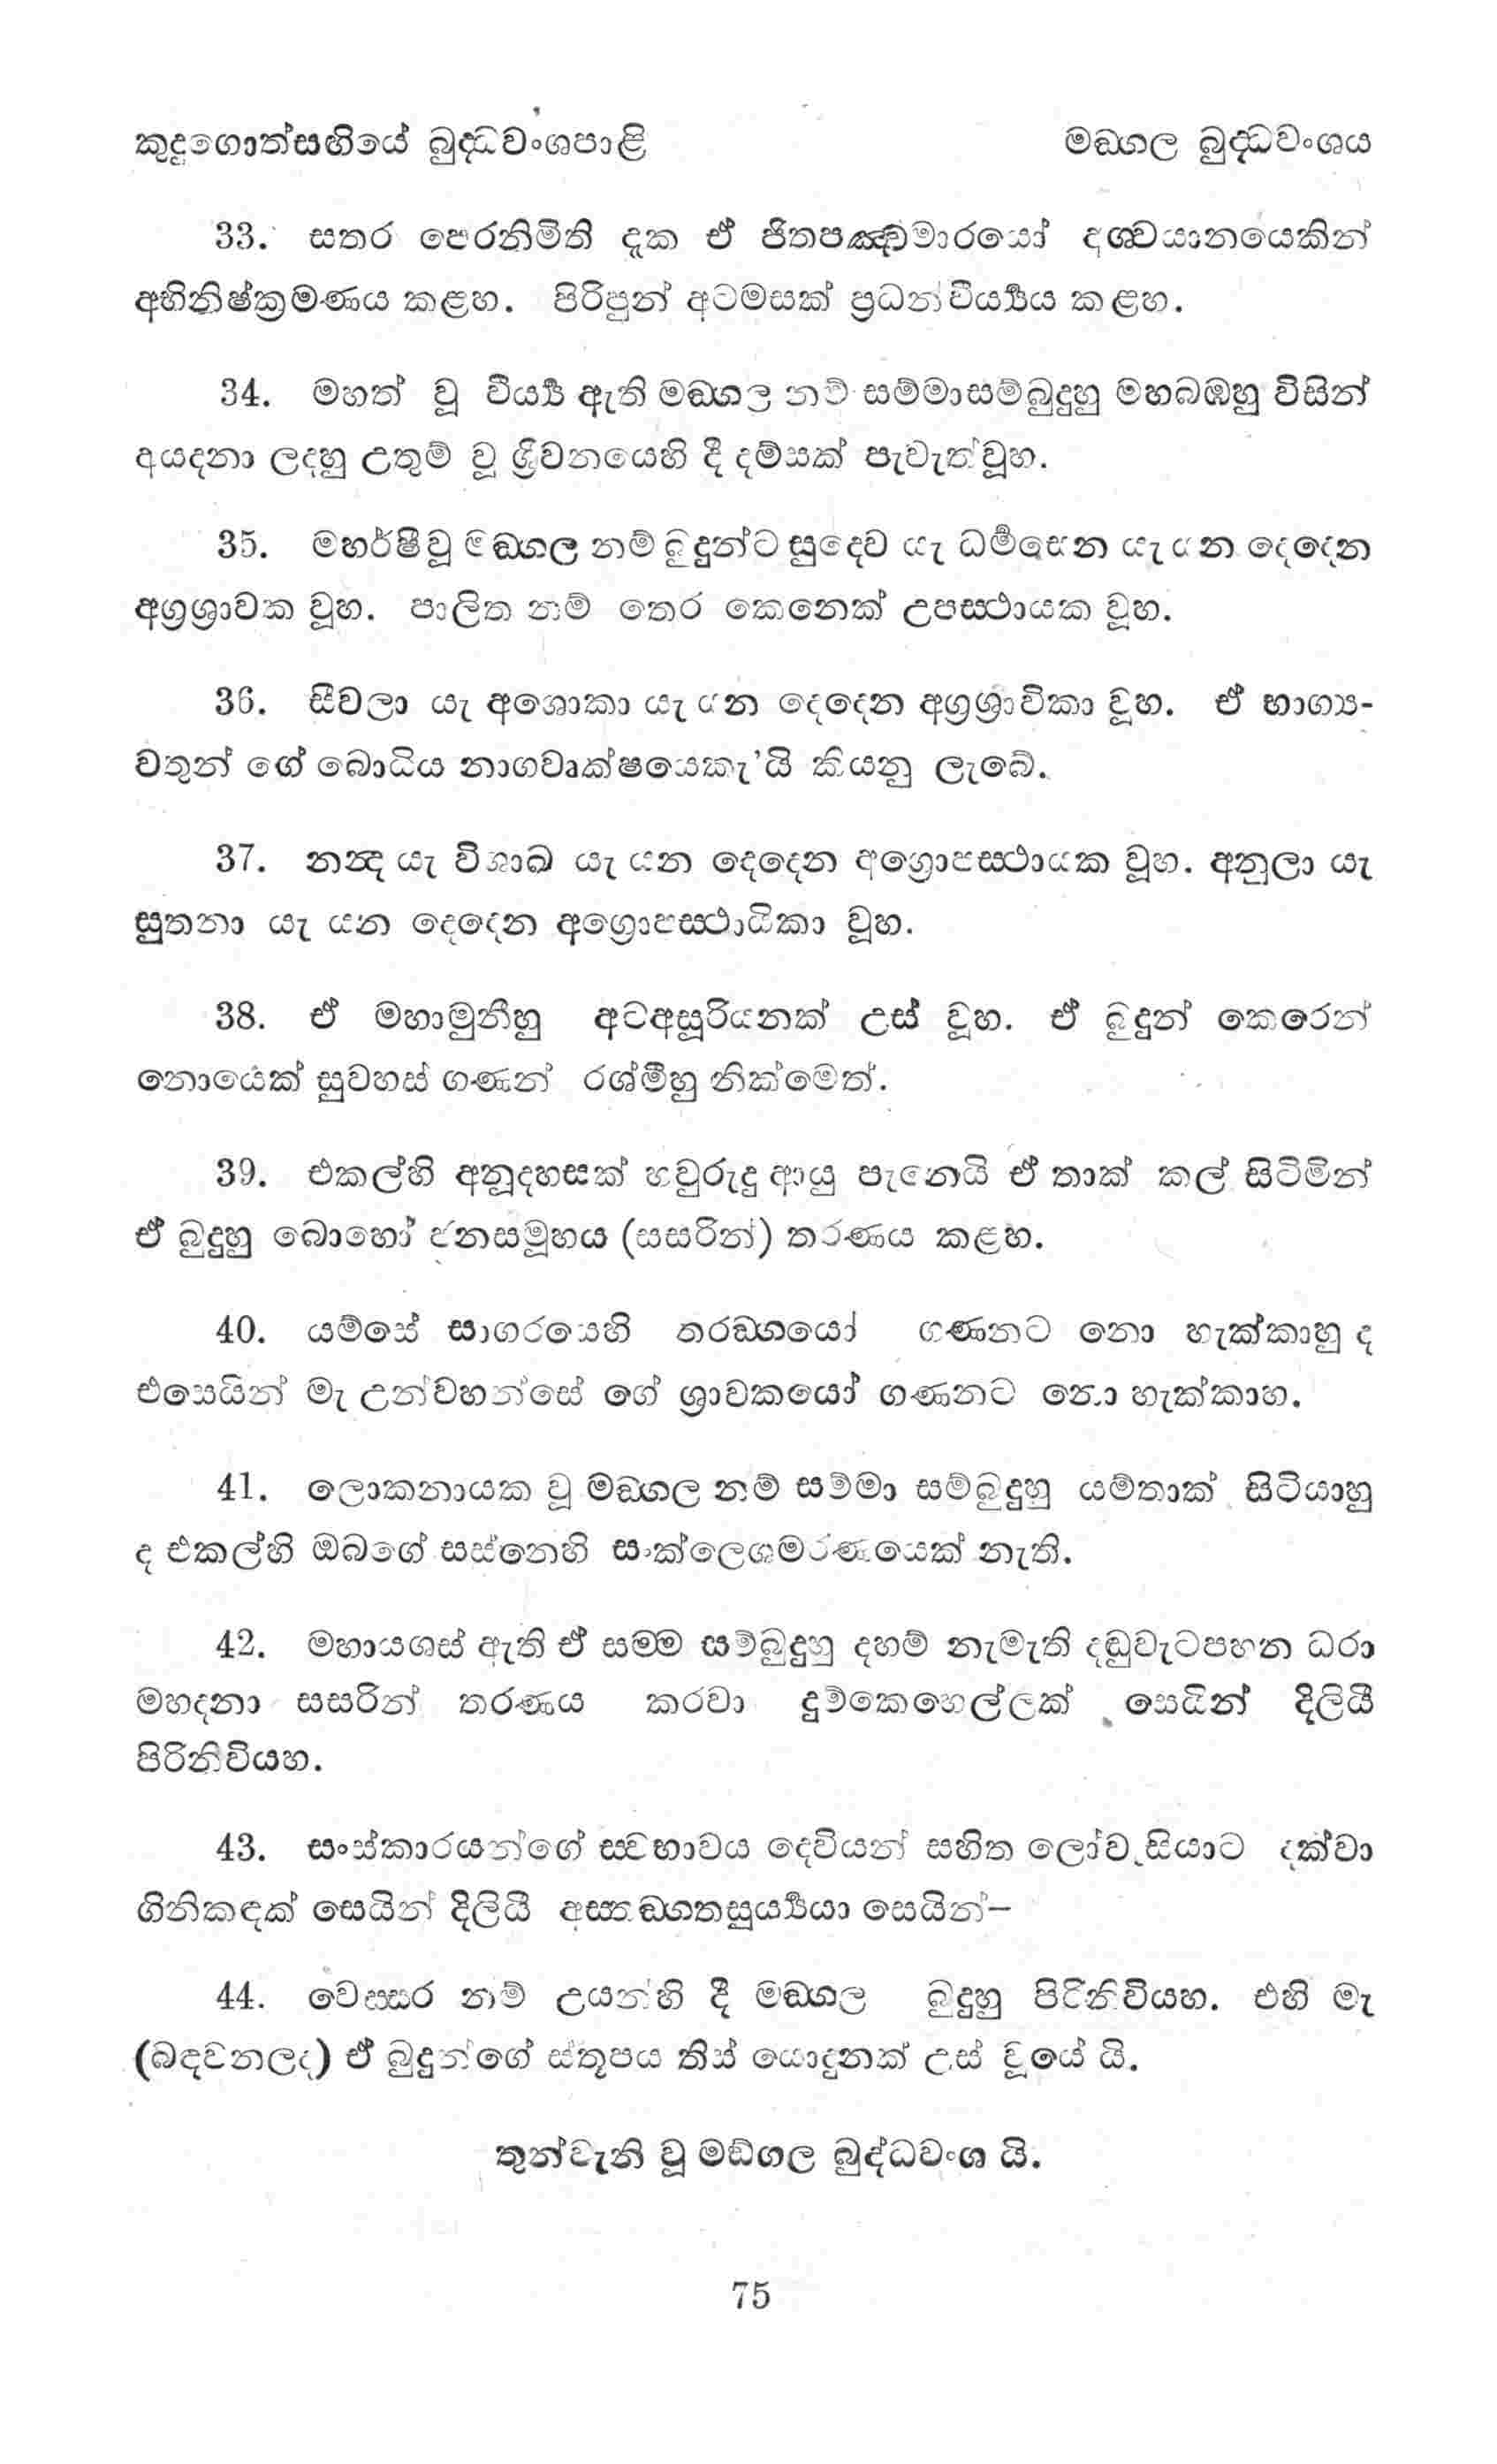 කුදුගොත්සඟියේ බුද්ධවංශපාළි මඞ්ගල බුද්ධවංශය
33. සතර පෙරනිමිති දැක ඒ ජිතපඤ්චමාරයෝ අශ්වයානයෙකින්
අභිනිෂ්ක්‍රමණය කළහ. පිරිපුන් අටමසක් ප්‍රධන්වීර්‍ය්‍යය කළහ.
34. මහත් වූ වීර්‍ය්‍ය ඇති මඞ්ගල නම් සම්මාසම්බුදුහු මහබඹහු විසින්
අයදනා ලදහු උතුම් වූ ශ්‍රීවනයෙහි දී දම්සක් පැවැත්වූහ.
35. මහර්ෂීවූ මඞ්ගල නම් බුදුන්ට සුදෙව යැ ධර්මසෙන යැ යන දෙදෙන
අග්‍රශ්‍රාවක වූහ. පාලිත නම් තෙර කෙනෙක් උපස්ථායක වූහ.
36. සීවලා යැ අශොකා යැ යන දෙදෙන අග්‍රශ්‍රාවිකා වූහ. ඒ භාග්‍ය-
වතුන් ගේ බොධිය නාගවෘක්ෂයෙකැ'යි කියනු ලැබේ.
37. නන්ද යැ විශාඛ යැ යන දෙදෙන අග්‍රොපස්ථායක වූහ. අනුලා යැ
සුතනා යැ යන දෙදෙන අග්‍රොපස්ථායිකා වූහ.
38. ඒ මහාමුනීහු අටඅසූරියනක් උස් වූහ. ඒ බුදුන් කෙරෙන්
නොයෙක් සුවහස් ගණන් රශ්මීහු නික්මෙත්.
39. එකල්හි අනූදහසක් හවුරුදු ආයු පැනෙයි ඒ තාක් කල් සිටිමින්
ඒ බුදුහු බොහෝ ජනසමූහය (සසරින්) තරණය කළහ.
40. යම්සේ සාගරයෙහි තරඞ්ගයෝ ගණනට නො හැක්කාහු ද
එසෙයින් මැ උන්වහන්සේ ගේ ශ්‍රාවකයෝ ගණනට නො හැක්කාහ.
41. ලොකනායක වූ මඞ්ගල නම් සම්මා සම්බුදුහු යම්තාක් සිටියාහු
ද එකල්හි ඔබගේ සස්නෙහි සංක්ලෙශමරණයෙක් නැති.
42. මහායශස් ඇති ඒ සම්ම සම්බුදුහු දහම් නැමැති දඬුවැටපහන ධරා
මහදනා සසරින් තරණය කරවා දුම්කෙහෙල්ලක් සෙයින් දිලියී
පිරිනිවියහ.
43. සංස්කාරයන්ගේ ස්වභාවය දෙවියන් සහිත ලෝවැසියාට දක්වා
ගිනිකඳක් සෙයින් දිලියී අස්තඞ්ගතසූර්‍ය්‍යයා සෙයින්–
44. වෙස්සර නම් උයන්හි දී මඞ්ගල බුදුහු පිරිනිවියහ. එහි මැ
(බඳවනලද) ඒ බුදුන්ගේ ස්තූපය තිස් යොදුනක් උස් වූයේ යි.
තුන්වැනි වූ මඞ්ගල බුද්ධවංශ යි.
75